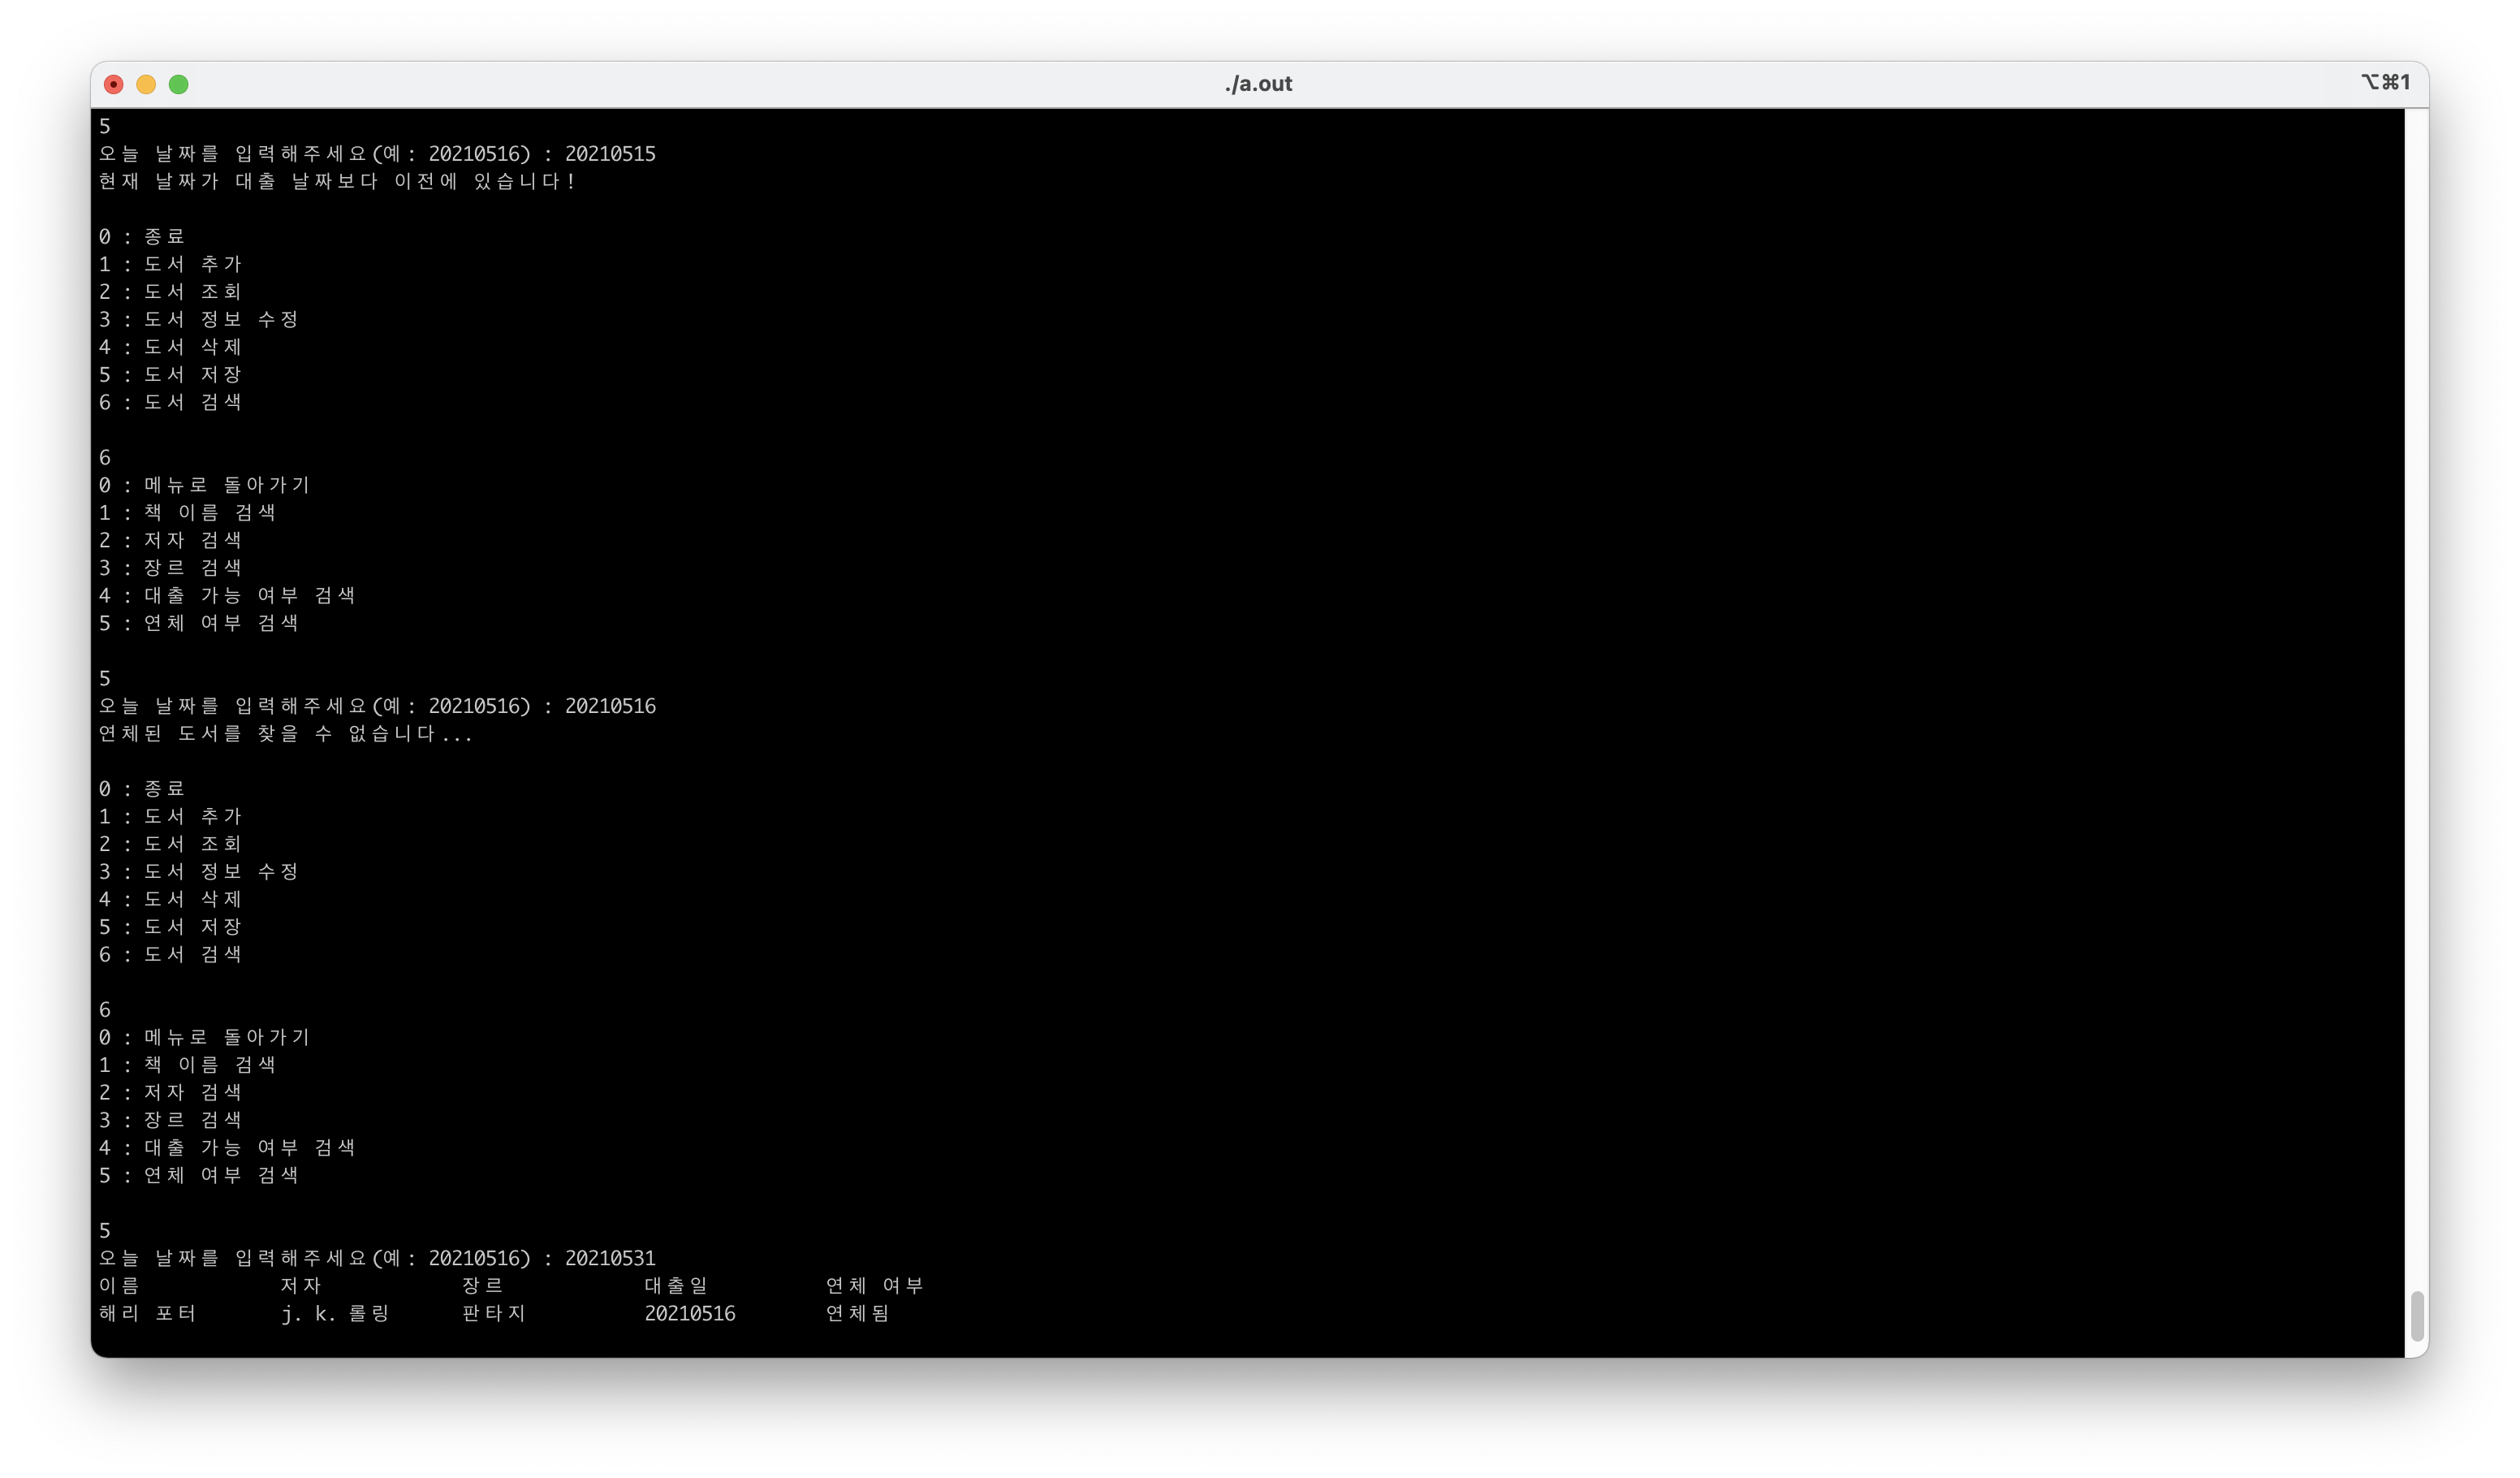 ./a.out
⌥⌘1
5
오늘 날짜를 입력해주세요(예: 20210516) : 20210515
현재 날짜가 대출 날짜보다 이전에 있습니다!
0 : 종료
1 : 도서 추가
2 : 도서 조회
3 : 도서 정보 수정
4 : 도서 삭제
5 : 도서 저장
6 : 도서 검색
6
0 : 메뉴로 돌아가기
1 : 책 이름 검색
2 : 저자 검색
3 : 장르 검색
4 : 대출 가능 여부 검색
5 : 연체 여부 검색
5
오늘 날짜를 입력해주세요(예: 20210516) : 20210516
연체된 도서를 찾을 수 없습니다...
0 : 종료
1 : 도서 추가
2 : 도서 조회
3 : 도서 정보 수정
4 : 도서 삭제
5 : 도서 저장
6 : 도서 검색
6
0 : 메뉴로 돌아가기
1 : 책 이름 검색
2 : 저자 검색
3 : 장르 검색
4 : 대출 가능 여부 검색
5 : 연체 여부 검색
5
오늘 날짜를 입력해주세요(예: 20210516) : 20210531
이름 저자 장르 대출일 연체 여부
해리 포터 j. k. 롤링 판타지 20210516 연체됨